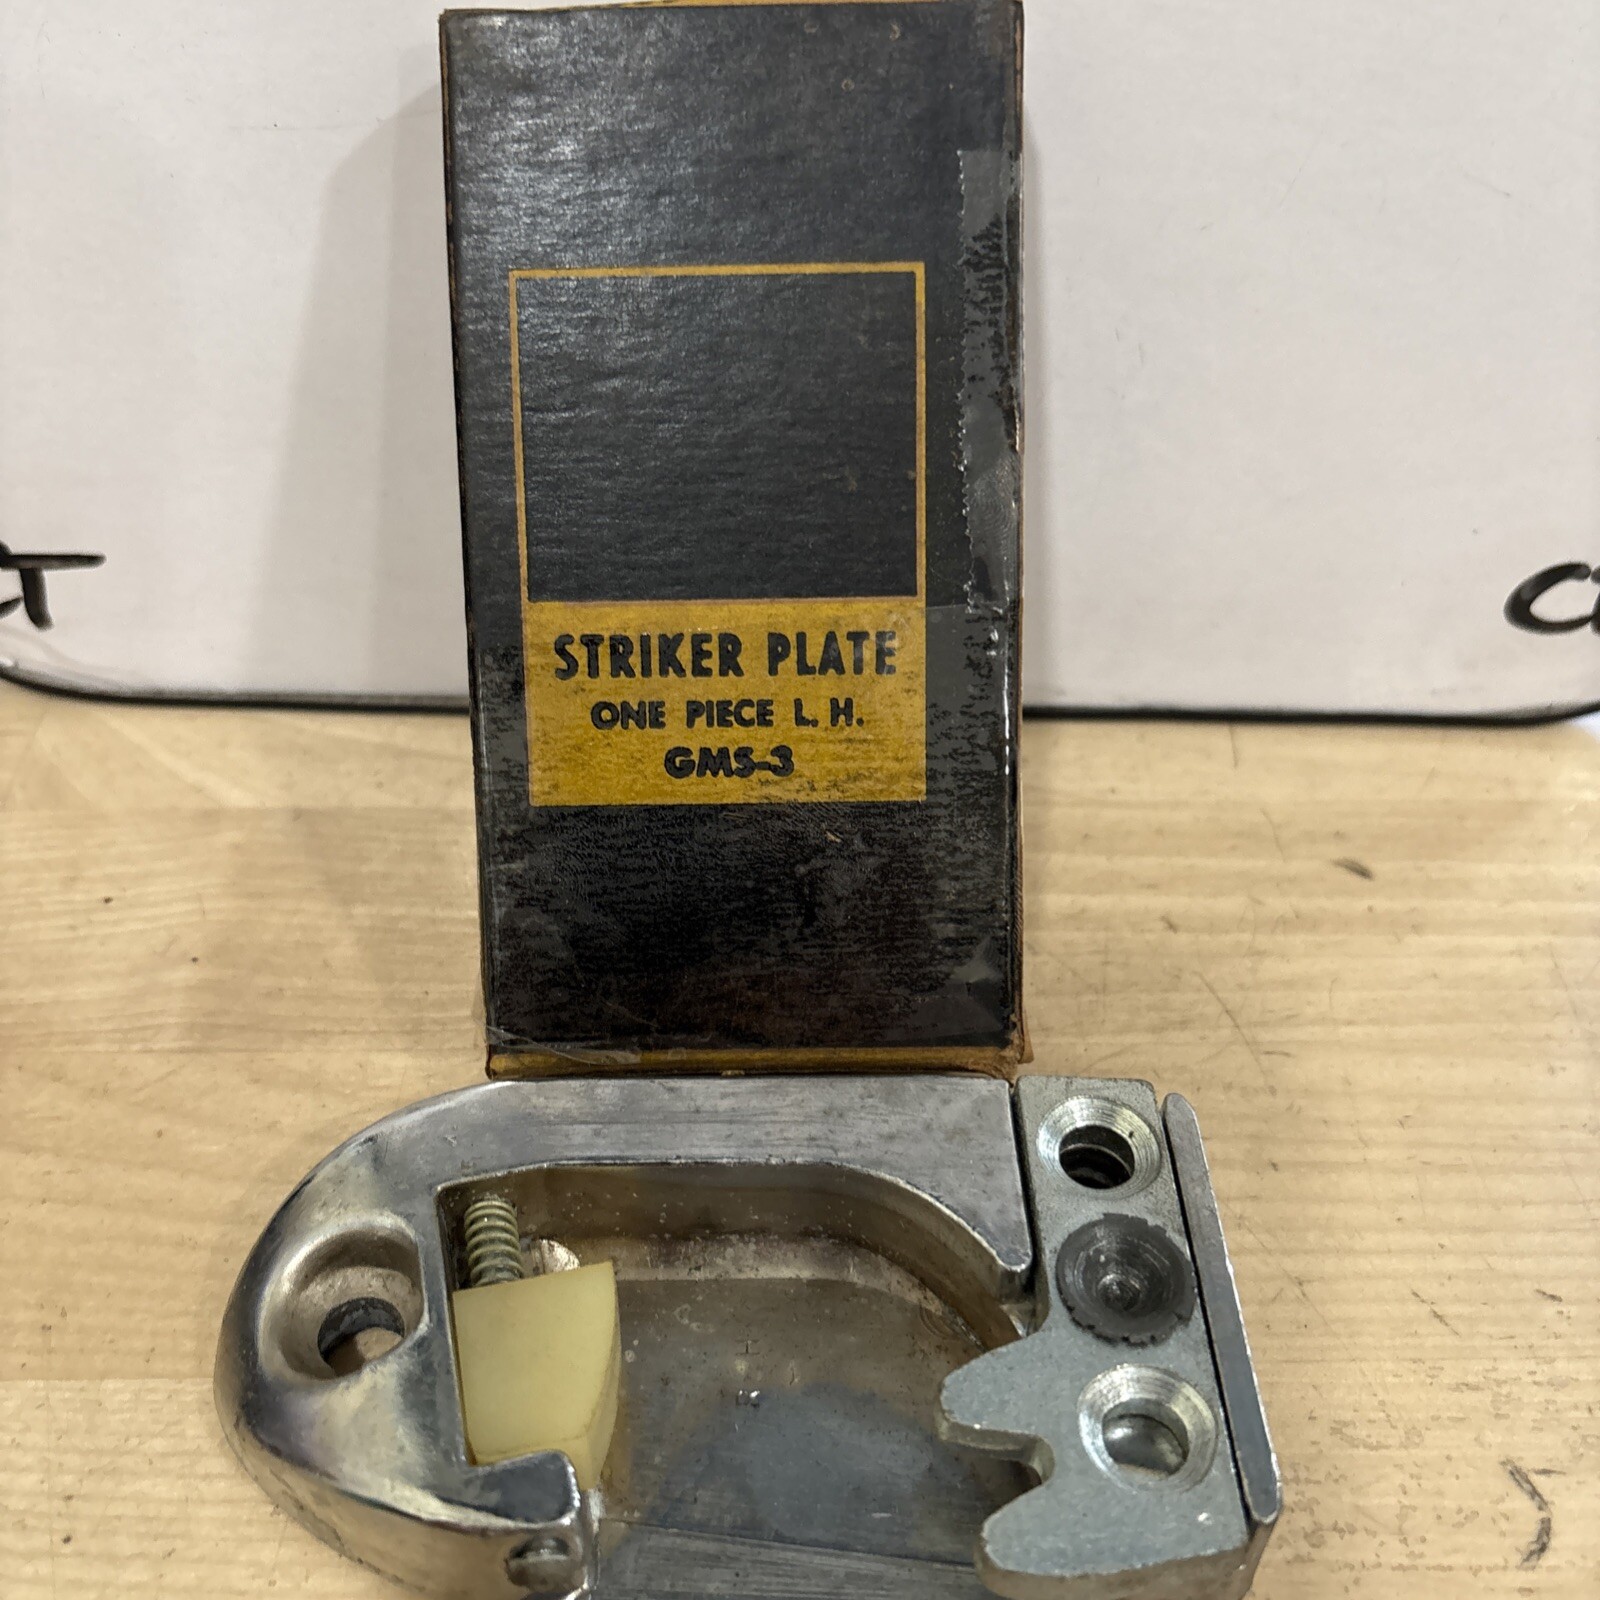 STRIKER PLATE
ONE PIECE L. H.
GMS-3